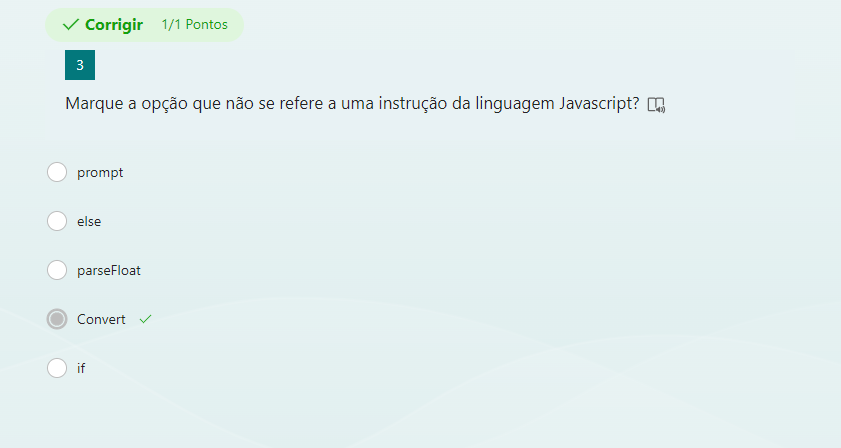 Corrigir 1/1 Pontos
3
Marque a opção que não se refere a uma instrução da linguagem Javascript?
prompt
else
parseFloat
Convert
if